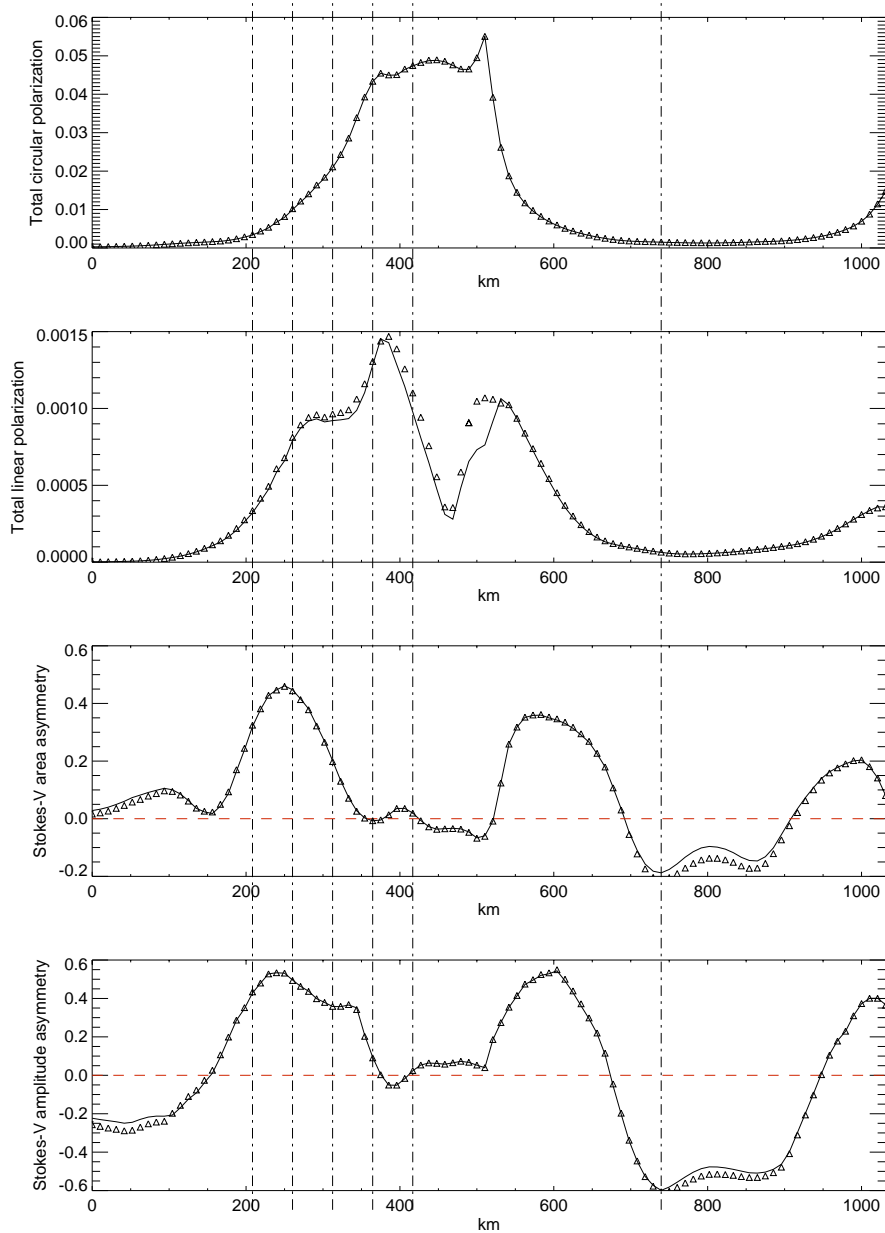 Total circular polarization
0.06
0.05
0.04
0.03
0.02
0.01
0.00
0 200 400 600 800 1000
km
Total linear polarization
0.0015
0.0010
0.0005
0.0000
0 200 400 600 800 1000
km
Stokes-V area asymmetry
0.6
0.4
0.2
0.0
-0.2
0 200 400 600 800 1000
km
Stokes-V amplitude asymmetry
0.6
0.4
0.2
0.0
-0.2
-0.4
-0.6
0 200 400 600 800 1000
km